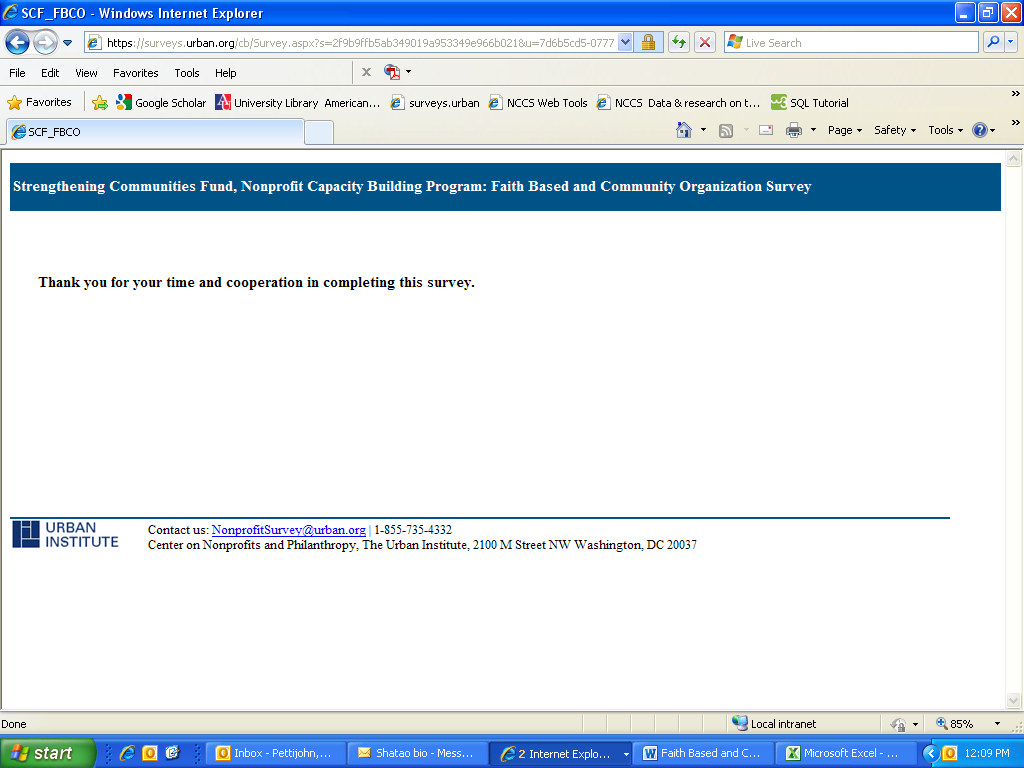 SCF_FBCO - Windows Internet Explorer
https://surveys.urban.org/cb/Survey.aspx?s=2f9b9ffb5ab349019a953349e966b021&u=7d6b5cd5-0777
Live Search
File Edit View Favorites Tools Help
Favorites Google Scholar University Library American... surveys.urban NCCS Web Tools NCCS Data & research on t... SQL Tutorial
SCF_FBCO
Page Safety Tools
Strengthening Communities Fund, Nonprofit Capacity Building Program: Faith Based and Community Organization Survey
Thank you for your time and cooperation in completing this survey.
URBAN
INSTITUTE
Contact us: NonprofitSurvey@urban.org | 1-855-735-4332
Center on Nonprofits and Philanthropy, The Urban Institute, 2100 M Street NW Washington, DC 20037
Done Local intranet 85%
start Inbox - Pettijohn,... Shatao bio - Mess... 2 Internet Explo... Faith Based and C... Microsoft Excel - ... 12:09 PM